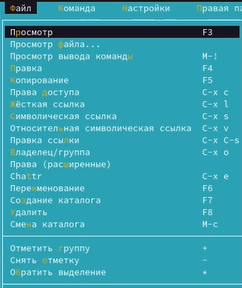 Файл Команда Настройки Правая па
Просмотр F3
Просмотр файла...
Просмотр вывода команды M-!
Правка F4
Копирование F5
Права доступа C-x c
Жёсткая ссылка C-x l
Символическая ссылка C-x s
Относительная символическая ссылка C-x v
Правка ссылки C-x C-s
Владелец/группа C-x o
Права (расширенные)
Chattr C-x e
Переименование F6
Создание каталога F7
Удалить F8
Смена каталога M-c
Отметить группу +
Снять отметку -
Обратить выделение *